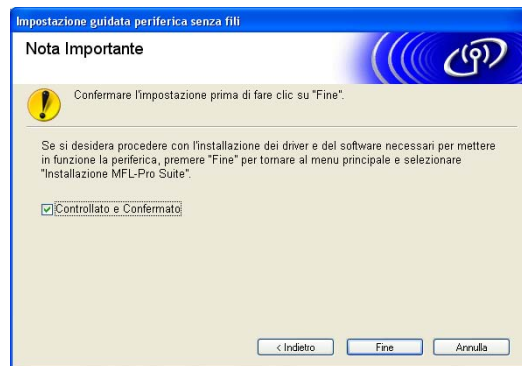 Impostazione guidata periferica senza fili
Nota Importante
Confermare l'impostazione prima di fare clic su "Fine".
Se si desidera procedere con l'installazione dei driver e del software necessari per mettere
in funzione la periferica, premere "Fine" per tornare al menu principale e selezionare
"Installazione MFL-Pro Suite".
Controllato e Confermato
< Indietro
Fine
Annulla